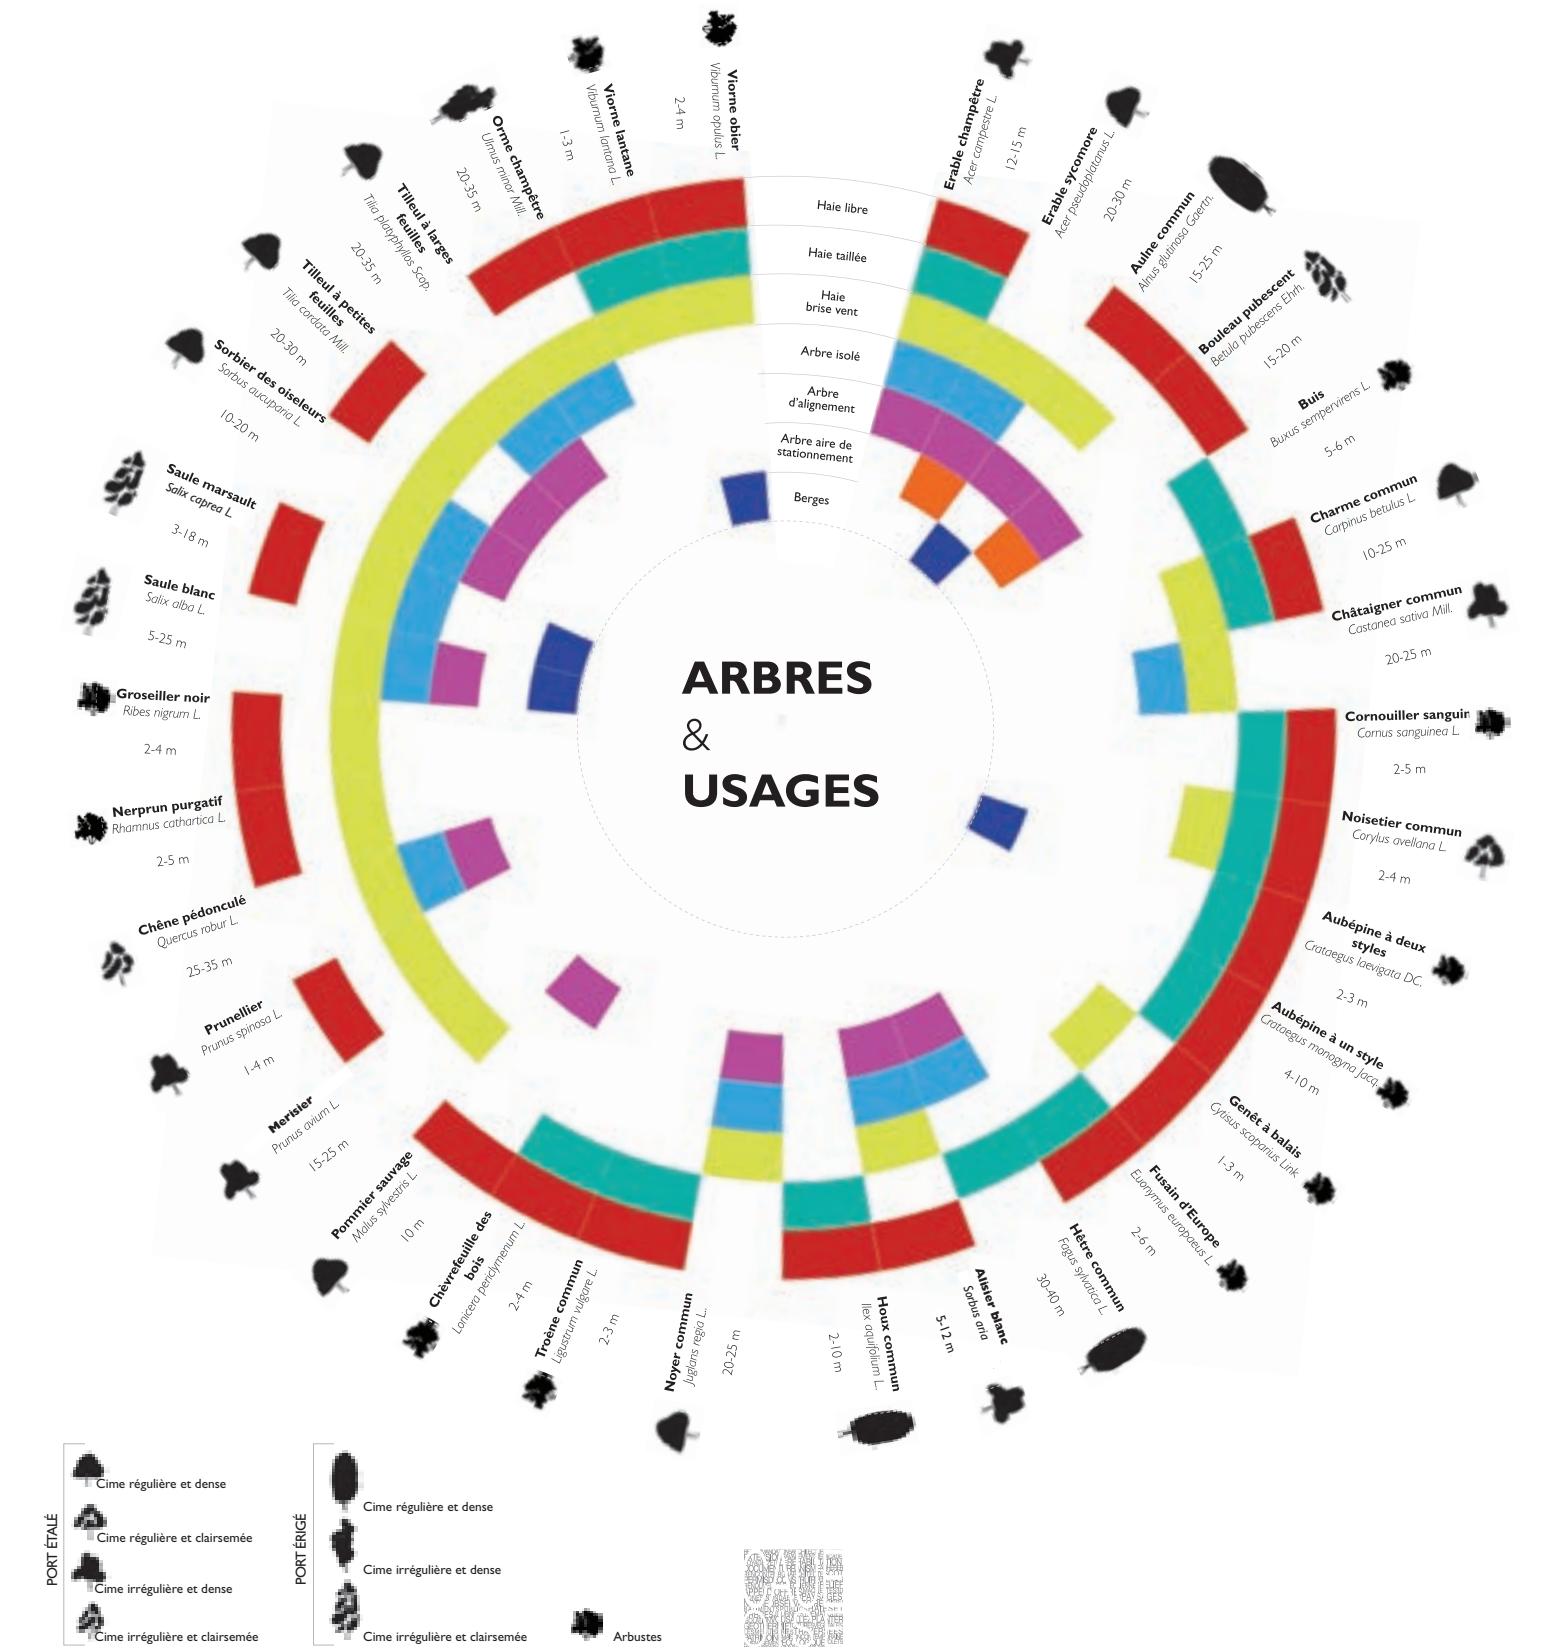 Haie libre
Haie taillée
Haie
brise vent
Arbre isolé
Arbre
d'alignement
Arbre aire de
stationnement
Berges
ARBRES
&
USAGES
Erable champêtre
Acer campestre L.
12-15 m
Erable sycomore
Acer pseudoplatanus L.
20-30 m
Aulne commun
Alnus glutinosa Gaertn.
15-25 m
Bouleau pubescent
Betula pubescens Ehrh.
15-20 m
Buis
Buxus sempervirens L.
5-6 m
Charme commun
Carpinus betulus L.
10-25 m
Châtaigner commun
Castanea sativa Mill.
20-25 m
Cornouiller sanguin
Cornus sanguinea L.
2-5 m
Noisetier commun
Corylus avellana L.
2-4 m
Aubépine à deux
styles
Crataegus laevigata DC.
2-3 m
Aubépine à un style
Crataegus monogyna Jacq.
4-10 m
Genêt à balais
Cytisus scoparius Link
1-3 m
Fusain d'Europe
Euonymus europaeus L.
2-6 m
Hêtre commun
Fagus sylvatica L.
30-40 m
Alisier blanc
Sorbus aria
5-12 m
Houx commun
Ilex aquifolium L.
2-10 m
Noyer commun
Juglans regia L.
20-25 m
Troène commun
Ligustrum vulgare L.
2-3 m
Chèvrefeuille des
bois
Lonicera periclymenum L.
2-4 m
Pommier sauvage
Malus sylvestris L.
10 m
Merisier
Prunus avium L.
15-25 m
Prunellier
Prunus spinosa L.
1-4 m
Chêne pédonculé
Quercus robur L.
25-35 m
Nerprun purgatif
Rhamnus cathartica L.
2-5 m
Groseiller noir
Ribes nigrum L.
2-4 m
Saule blanc
Salix alba L.
5-25 m
Saule marsault
Salix caprea L.
3-18 m
Sorbier des oiseleurs
Sorbus aucuparia L.
10-20 m
Tilleul à petites
feuilles
Tilia cordata Mill.
20-30 m
Tilleul à larges
feuilles
Tilia platyphyllos Scop.
20-35 m
Orme champêtre
Ulmus minor Mill.
20-35 m
Viorne lantane
Viburnum lantana L.
1-3 m
Viorne obier
Viburnum opulus L.
2-4 m
PORT ÉTALÉ
Cime régulière et dense
Cime régulière et clairsemée
Cime irrégulière et dense
Cime irrégulière et clairsemée
PORT ÉRIGÉ
Cime régulière et dense
Cime irrégulière et dense
Cime irrégulière et clairsemée
Arbustes